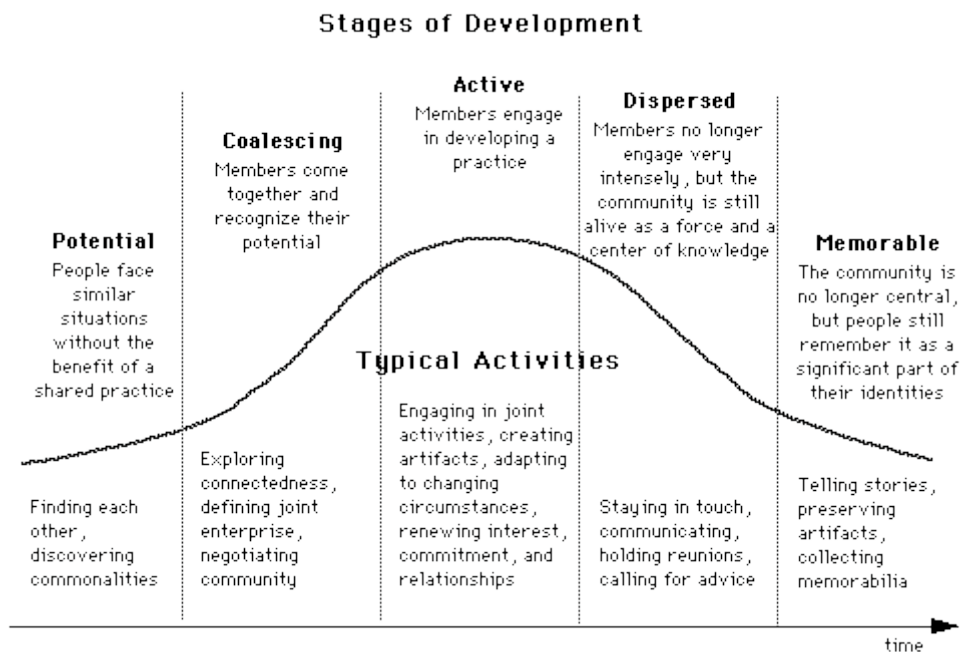 Stages of Development
Potential
People face
similar
situations
without the
benefit of a
shared practice
Coalescing
Members come
together and
recognize their
potential
Active
Members engage
in developing a
practice
Dispersed
Members no longer
engage very
intensely, but the
community is still
alive as a force and a
center of knowledge
Memorable
The community is
no longer central,
but people still
remember it as a
significant part of
their identities
Typical Activities
Finding each
other,
discovering
commonalities
Exploring
connectedness,
defining joint
enterprise,
negotiating
community
Engaging in joint
activities, creating
artifacts, adapting
to changing
circumstances,
renewing interest,
commitment, and
relationships
Staying in touch,
communicating,
holding reunions,
calling for advice
Telling stories,
preserving
artifacts,
collecting
memorabilia
time